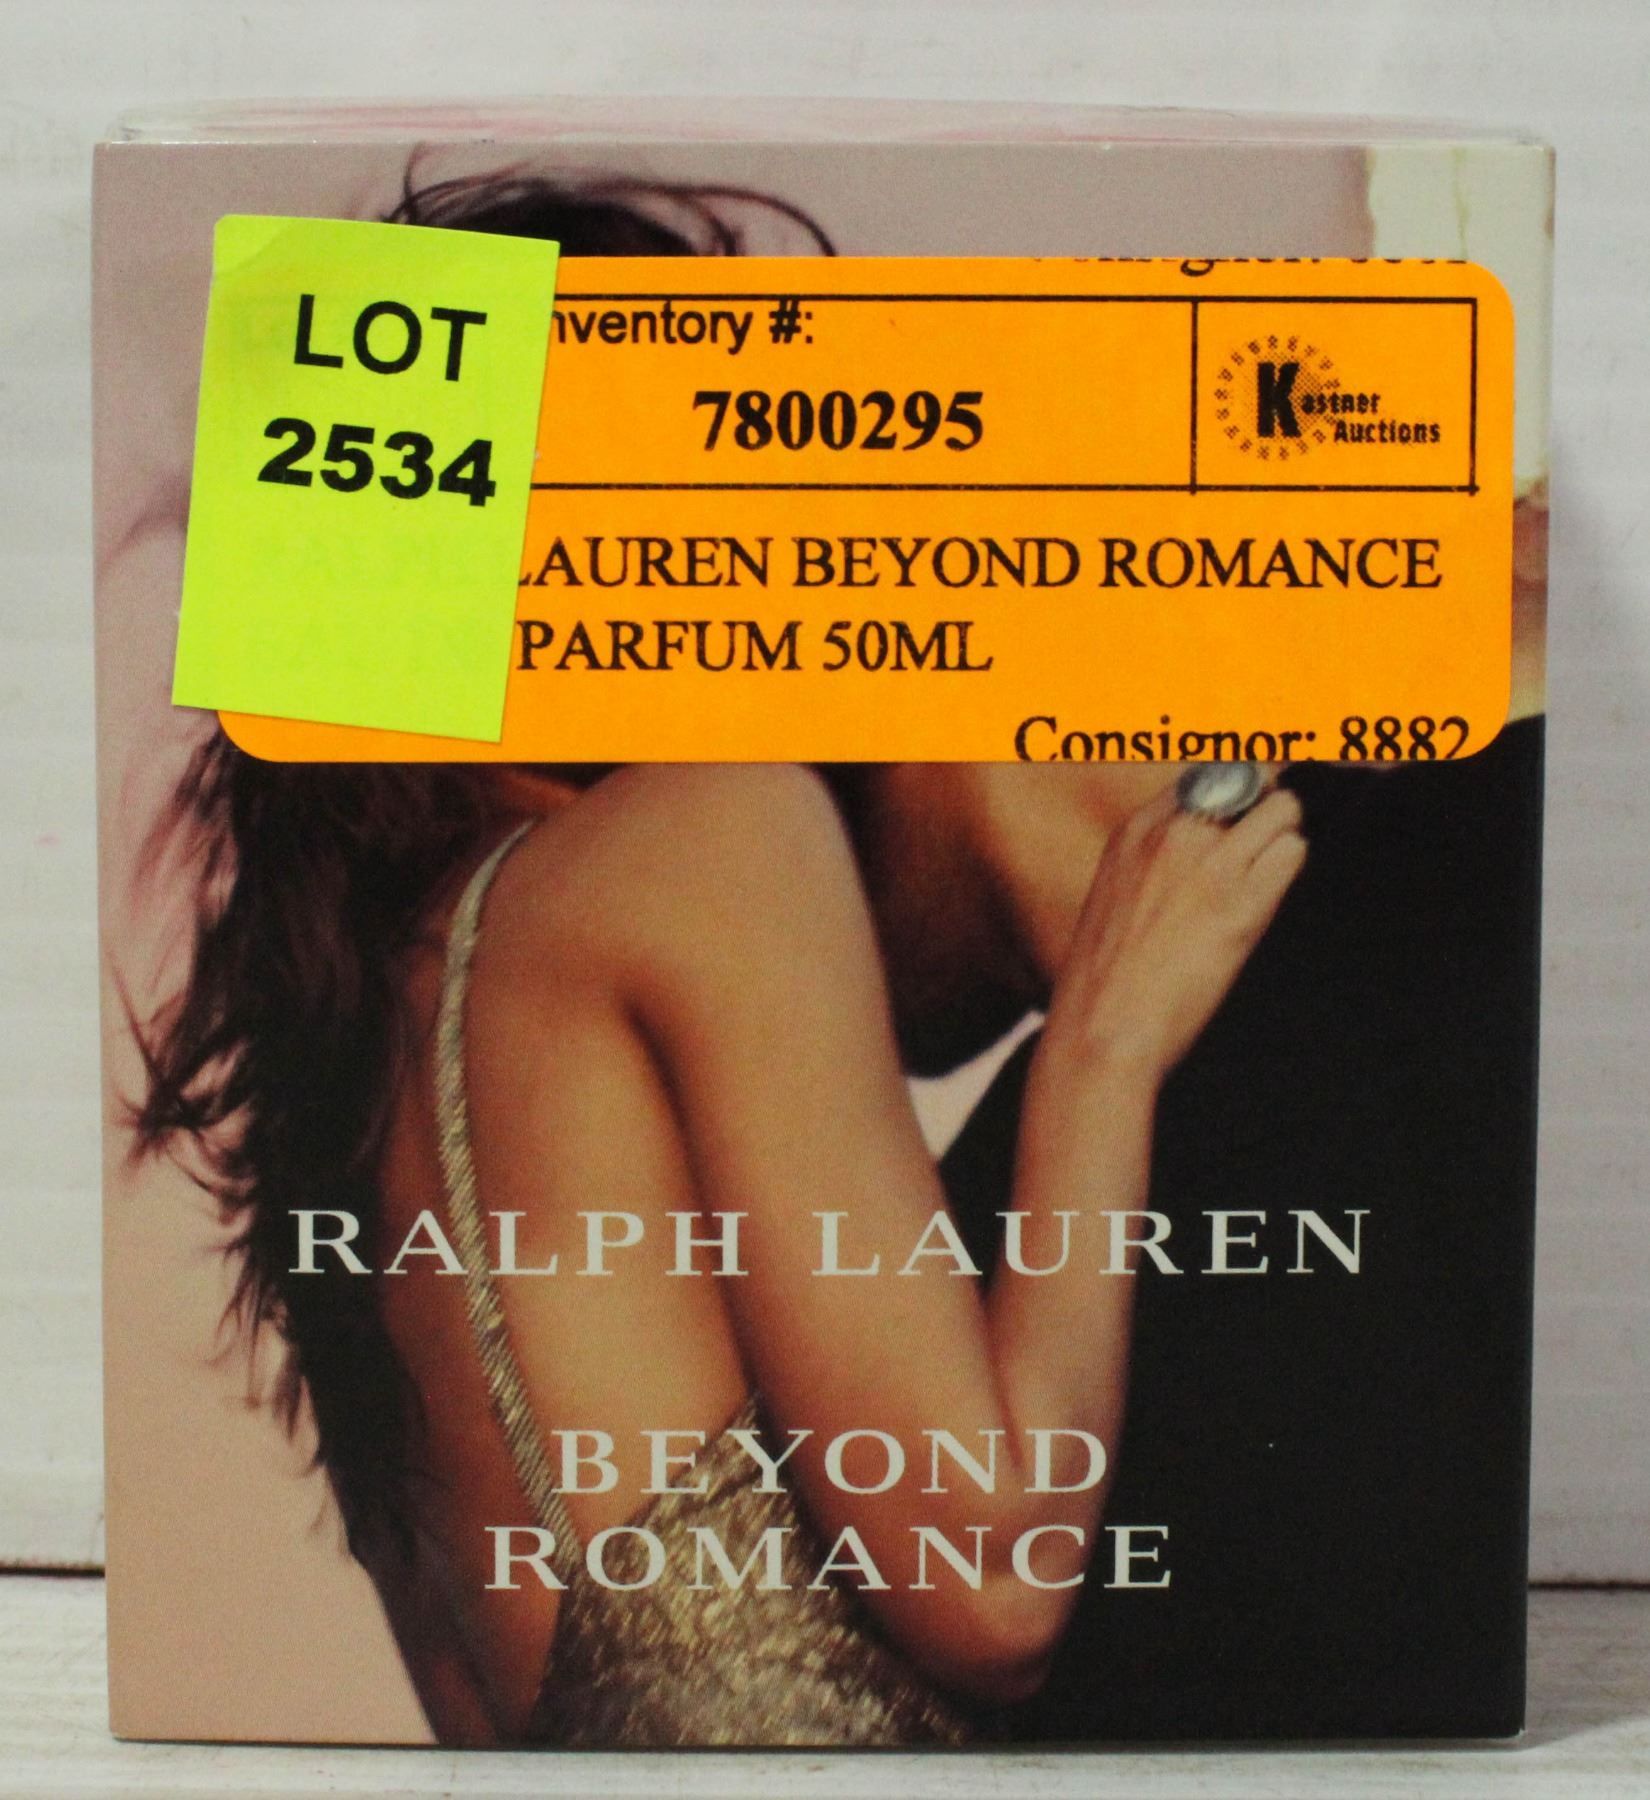 LOT
2534
nventory #:
7800295
Kastner
Auctions
LAUREN BEYOND ROMANCE
PARFUM 50ML
Consignor: 8882
RALPH LAUREN
BEYOND
ROMANCE